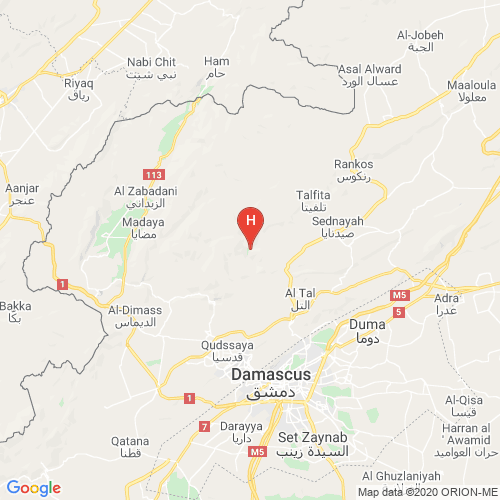 Al-Jobeh
الجبة
Ham
حام
Nabi Chit
نبي شيت
Asal Alward
عسال الورد
Riyaq
رياق
Maaloula
معلولا
Rankos
رنكوس
113
Aanjar
عنجر
Al Zabadani
الزبداني
Talfita
تلفيتا
Madaya
مضايا
H
Sednayah
صيدنايا
1
Al Tal
التل
M5
Adra
عدرا
Bakka
بكا
Al-Dimass
الديماس
5
Duma
دوما
Qudssaya
قدسيا
Damascus
دمشق
1
Al-Qisa
قيسا
Darayya
داريا
7
Set Zaynab
السيدة زينب
Harran al
'Awamid
حران العواميد
Qatana
قطنا
M5
Al Ghuzlaniyah
الغزلانية
Google
Map data ©2020 ORION-ME